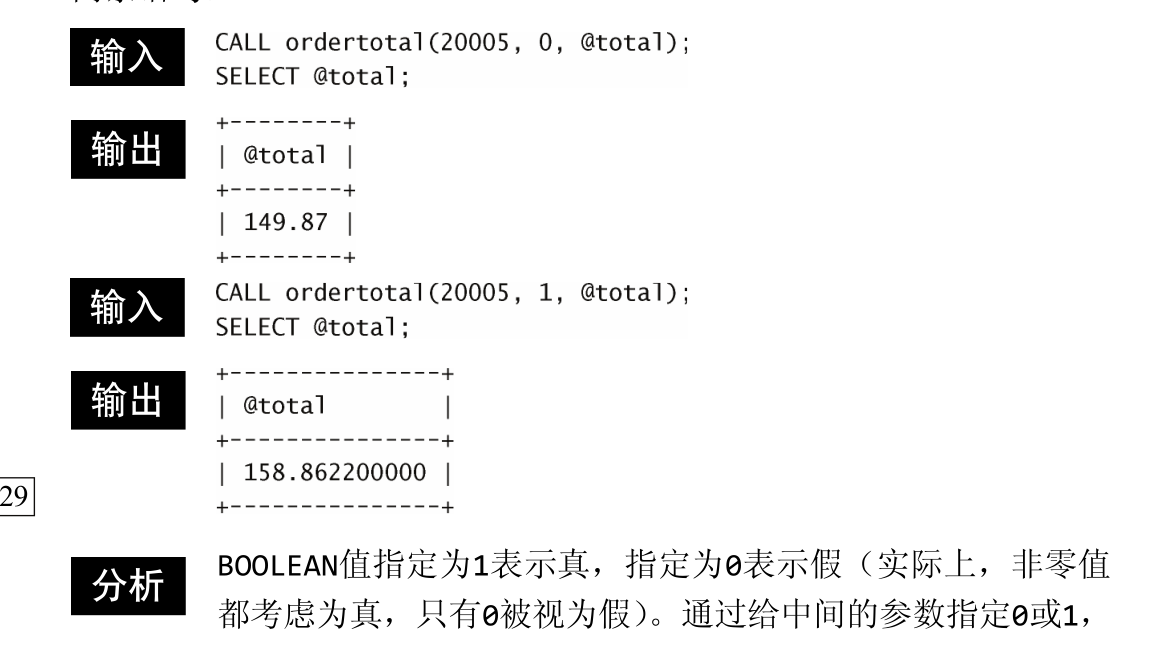 输入
CALL ordertotal(20005, 0, @total);
SELECT @total;
输出
+--------+
| @total |
+--------+
| 149.87 |
+--------+
输入
CALL ordertotal(20005, 1, @total);
SELECT @total;
输出
+---------------+
| @total        |
+---------------+
| 158.862200000 |
+---------------+
29
分析
BOOLEAN值指定为1表示真，指定为0表示假（实际上，非零值
都考虑为真，只有0被视为假）。通过给中间的参数指定0或1，